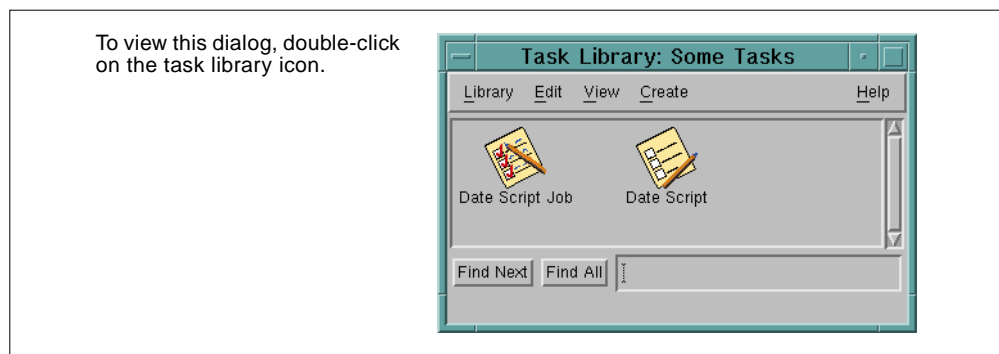 To view this dialog, double-click
on the task library icon.
Task Library: Some Tasks
Library Edit View Create Help
Date Script Job Date Script
Find Next Find All